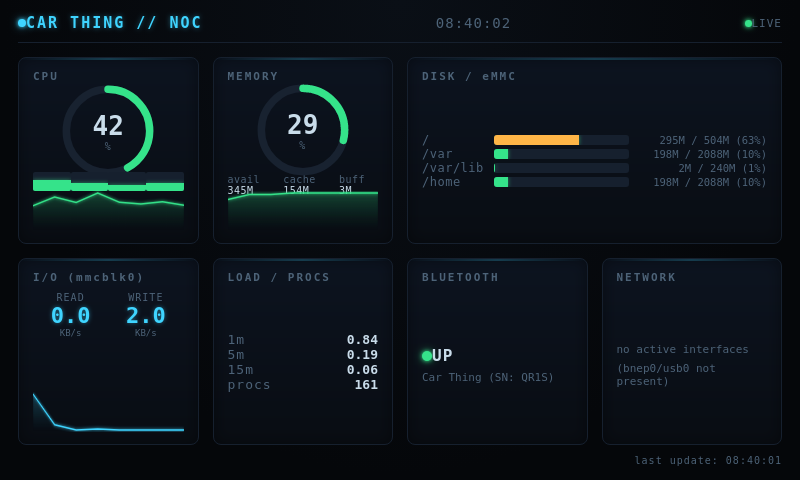 CAR THING // NOC
08:40:02
LIVE
CPU
42
%
MEMORY
29
%
avail cache buff
345M 154M 3M
DISK / eMMC
/ 295M / 504M (63%)
/var 198M / 2088M (10%)
/var/lib 2M / 240M (1%)
/home 198M / 2088M (10%)
I/O (mmcblk0)
READ WRITE
0.0 2.0
KB/s KB/s
LOAD / PROCS
1m 0.84
5m 0.19
15m 0.06
procs 161
BLUETOOTH
UP
Car Thing (SN: QR1S)
NETWORK
no active interfaces
(bnep0/usb0 not
present)
last update: 08:40:01